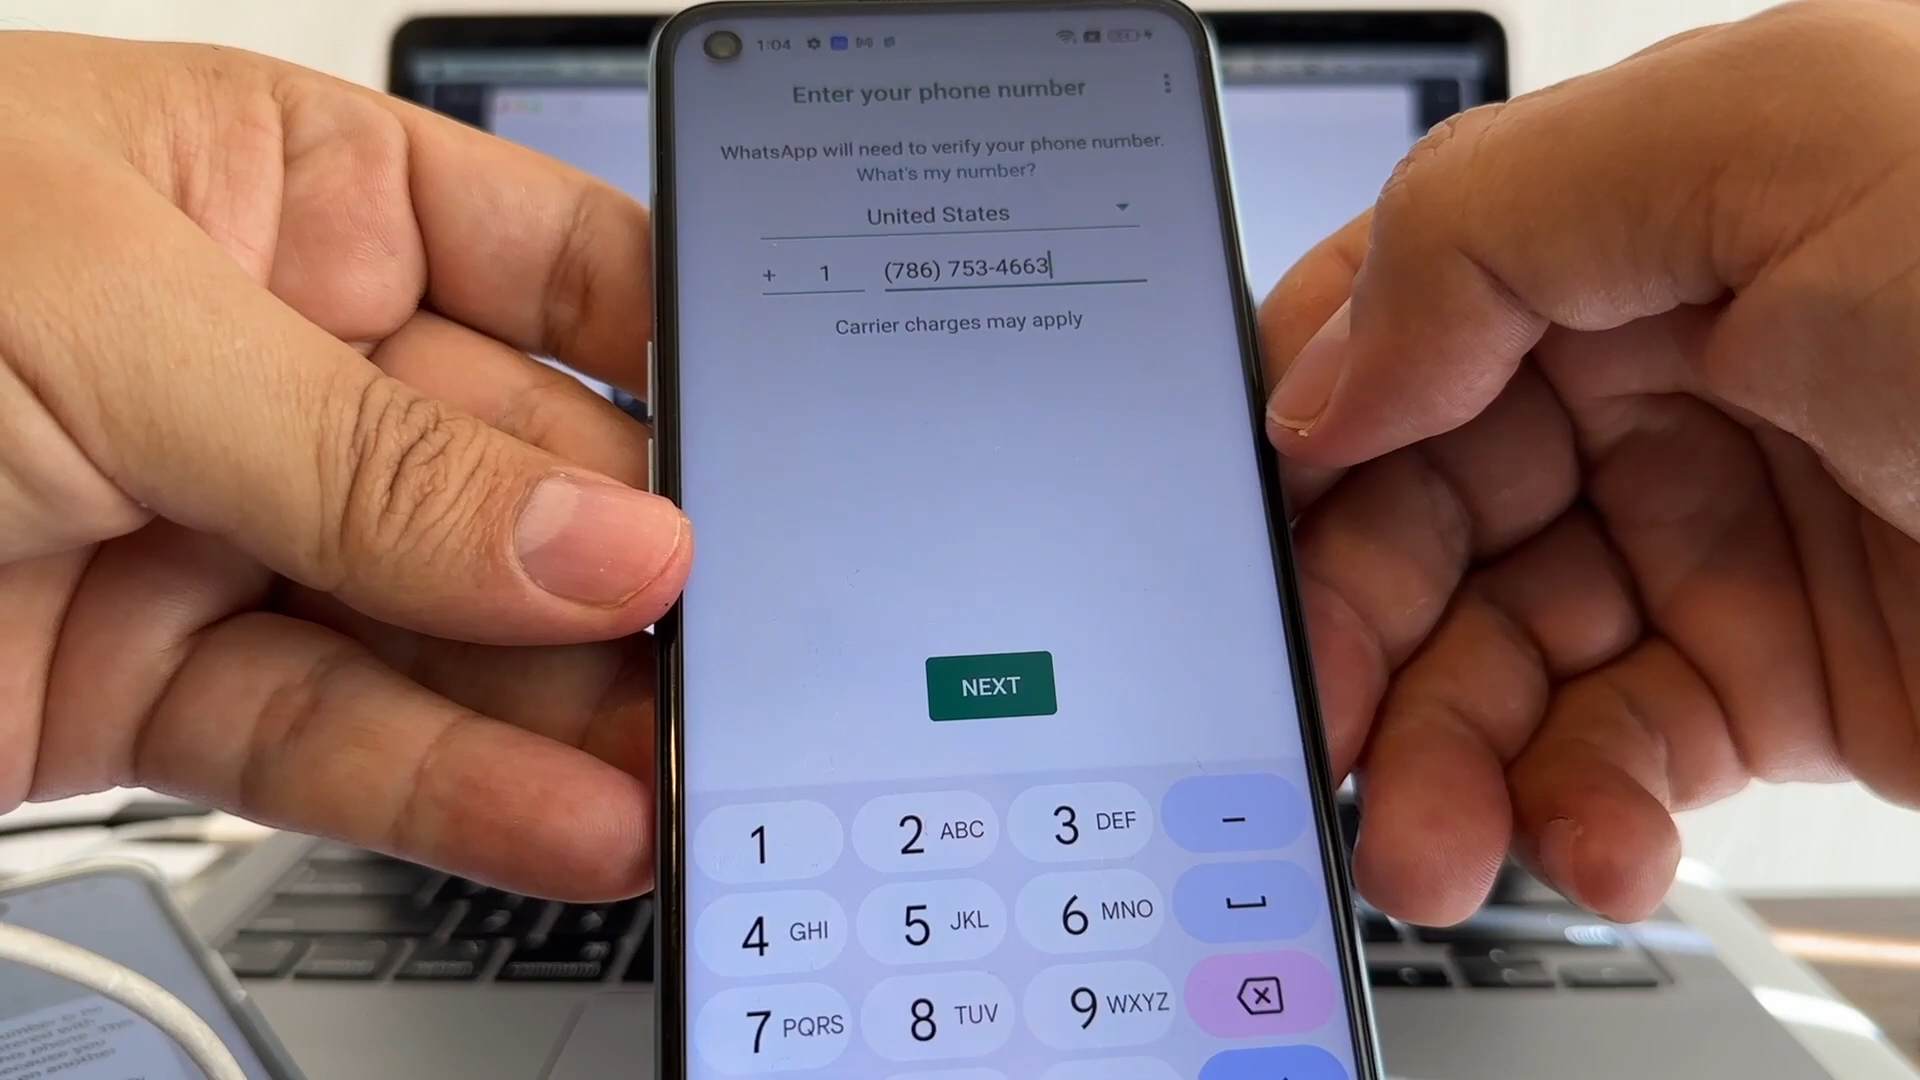 1:04
Enter your phone number
WhatsApp will need to verify your phone number.
What's my number?
United States
+ 1 (786) 753-4663
Carrier charges may apply
NEXT
1 2 ABC 3 DEF –
4 GHI 5 JKL 6 MNO
7 PQRS 8 TUV 9 WXYZ
because you